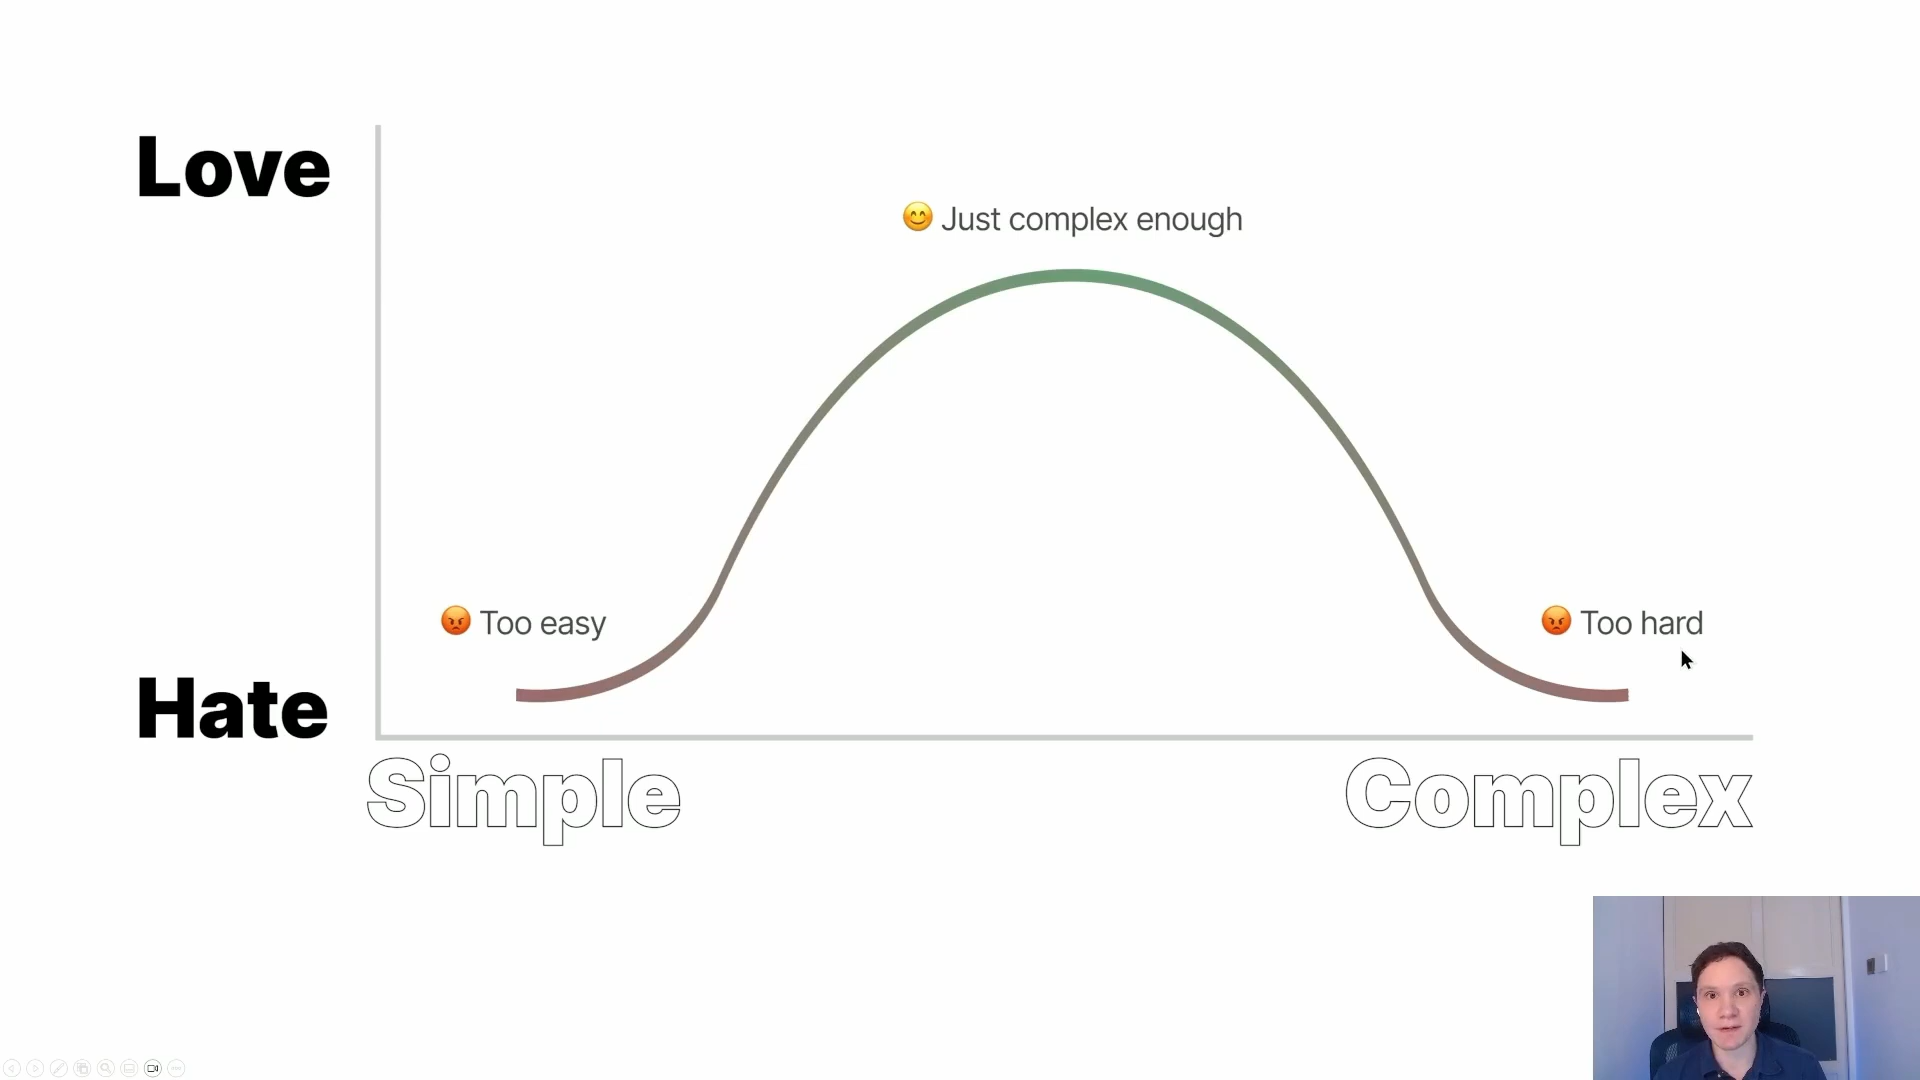 Love
😊 Just complex enough
😡 Too easy
😡 Too hard
Hate
Simple
Complex